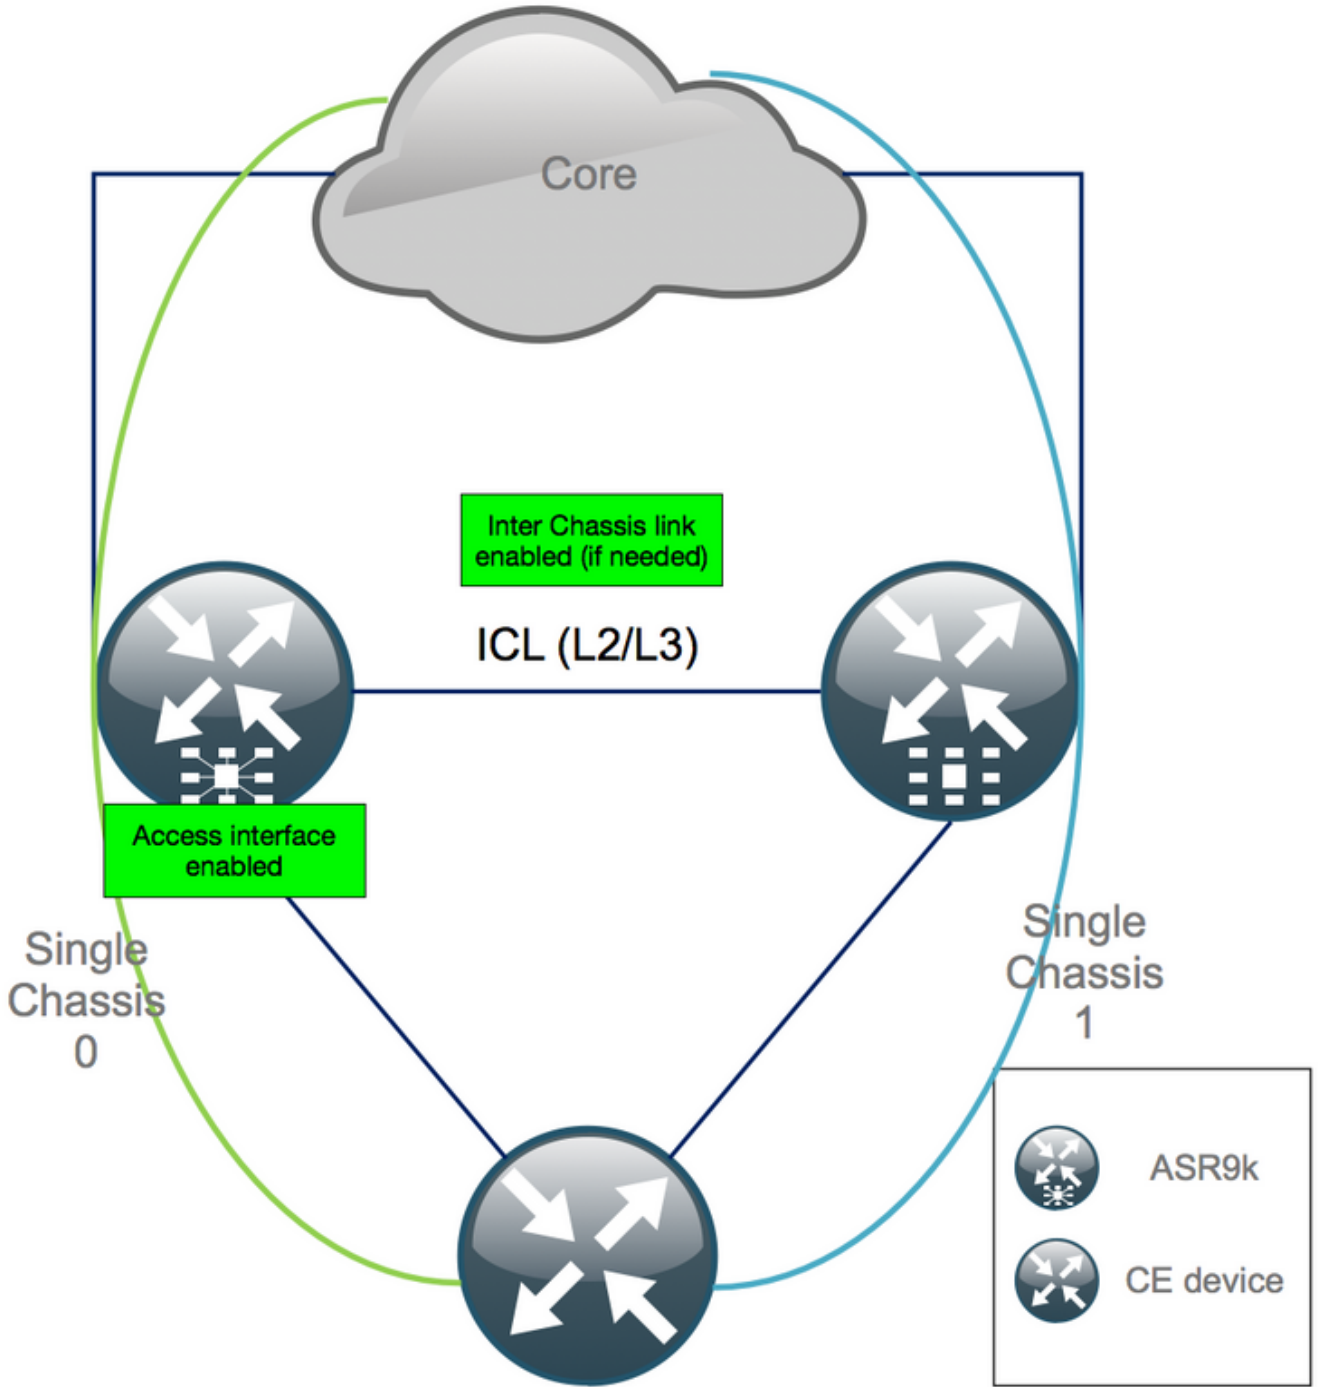 Core
Inter Chassis link
enabled (if needed)
ICL (L2/L3)
Access interface
enabled
Single
Chassis
0
Single
Chassis
1
ASR9k
CE device